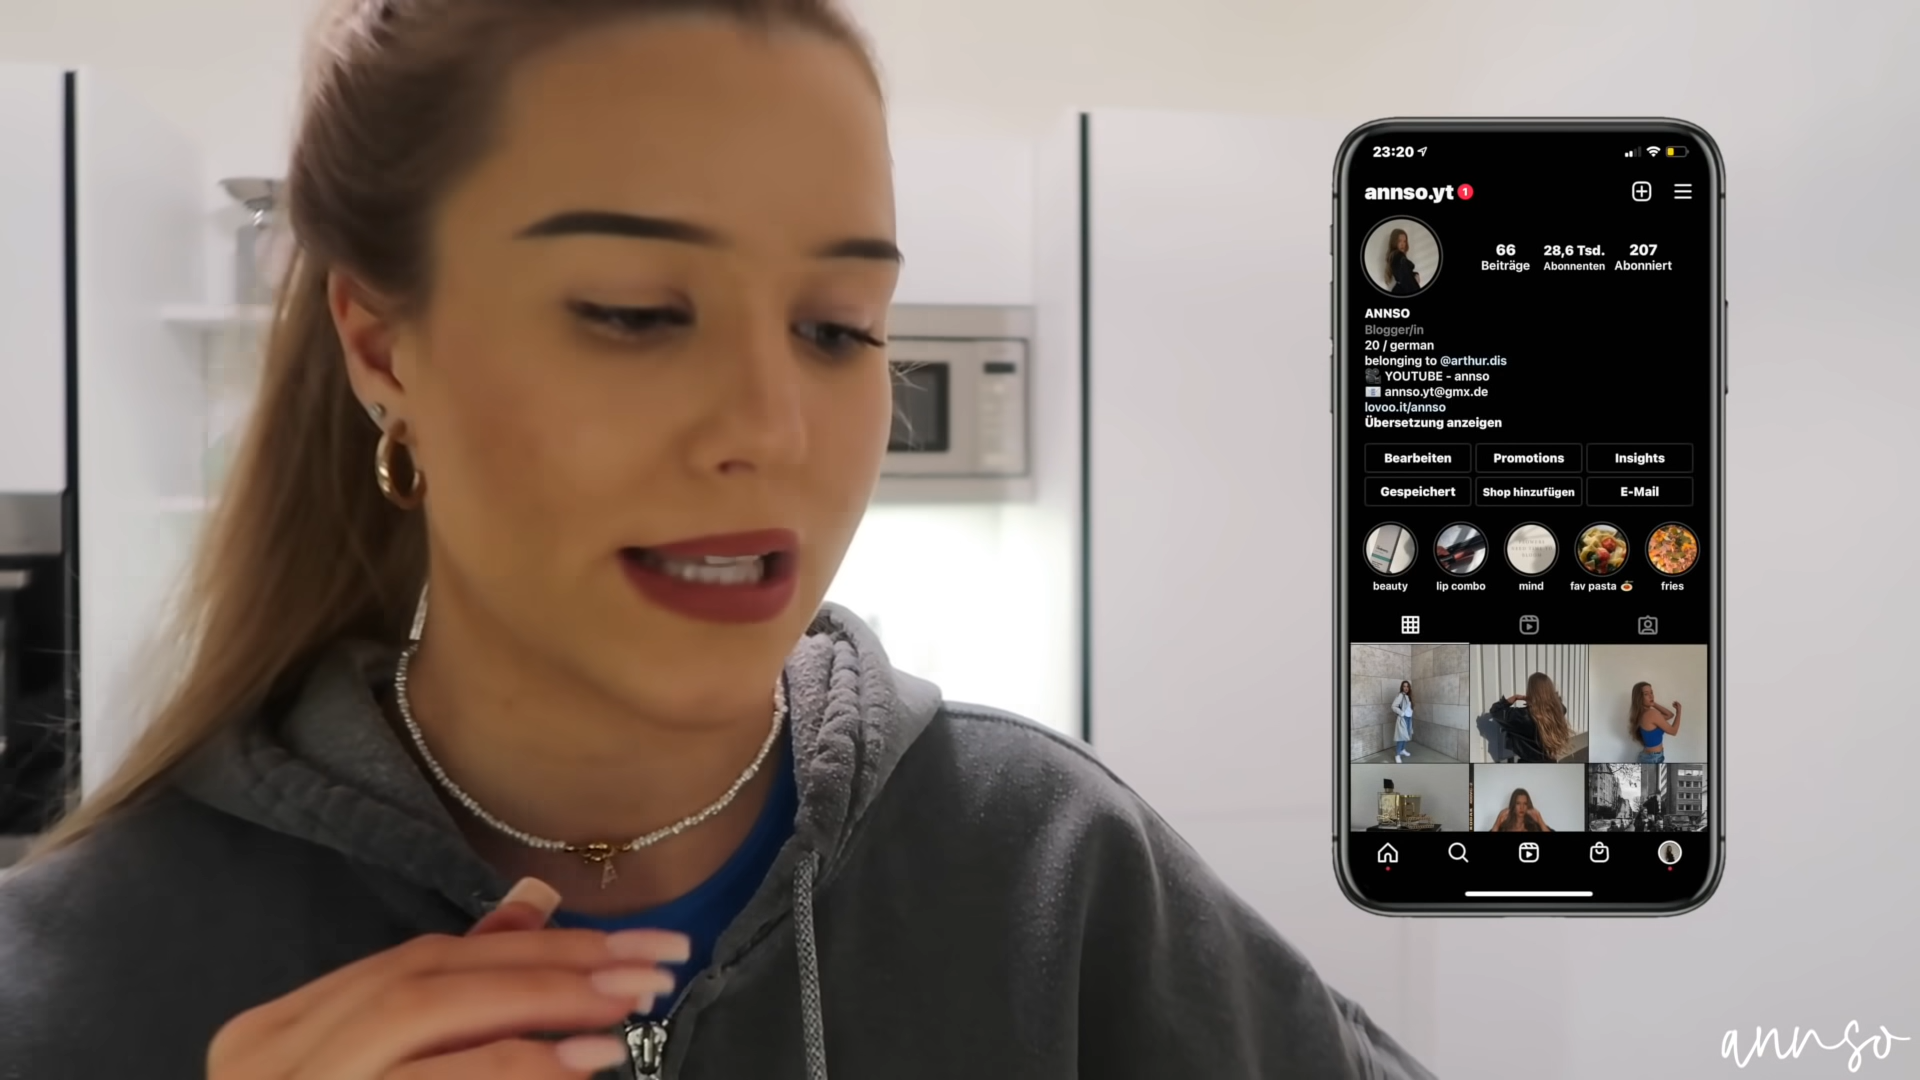 23:20
annso.yt 1
66 28,6 Tsd. 207
Beiträge Abonnenten Abonniert
ANNSO
Blogger/in
20 / german
belonging to @arthur.dis
YOUTUBE - annso
annso.yt@gmx.de
lovoo.it/annso
Übersetzung anzeigen
Bearbeiten Promotions Insights
Gespeichert Shop hinzufügen E-Mail
beauty lip combo mind fav pasta fries
annso